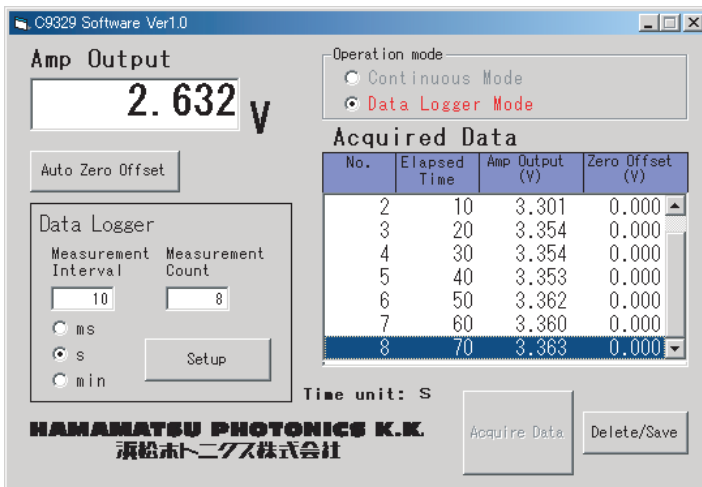 C9329 Software Ver1.0
Amp Output
2.632 V
Auto Zero Offset
Operation mode
Continuous Mode
Data Logger Mode
Acquired Data
No. Elapsed Time Amp Output (V) Zero Offset (V)
2 10 3.301 0.000
3 20 3.354 0.000
4 30 3.354 0.000
5 40 3.353 0.000
6 50 3.362 0.000
7 60 3.360 0.000
8 70 3.363 0.000
Data Logger
Measurement Interval
Measurement Count
10
8
ms
s
min
Setup
Time unit: S
HAMAMATSU PHOTONICS K.K.
浜松ホトニクス株式会社
Acquire Data
Delete/Save